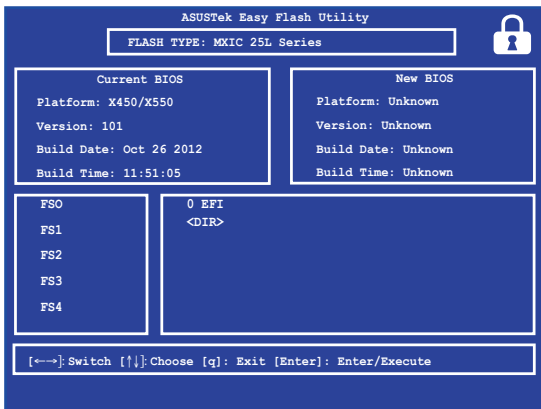 ASUSTek Easy Flash Utility
FLASH TYPE: MXIC 25L Series
Current BIOS
Platform: X450/X550
Version: 101
Build Date: Oct 26 2012
Build Time: 11:51:05
New BIOS
Platform: Unknown
Version: Unknown
Build Date: Unknown
Build Time: Unknown
FSO
FS1
FS2
FS3
FS4
0 EFI
<DIR>
[←→]: Switch [↑↓]: Choose [q]: Exit [Enter]: Enter/Execute